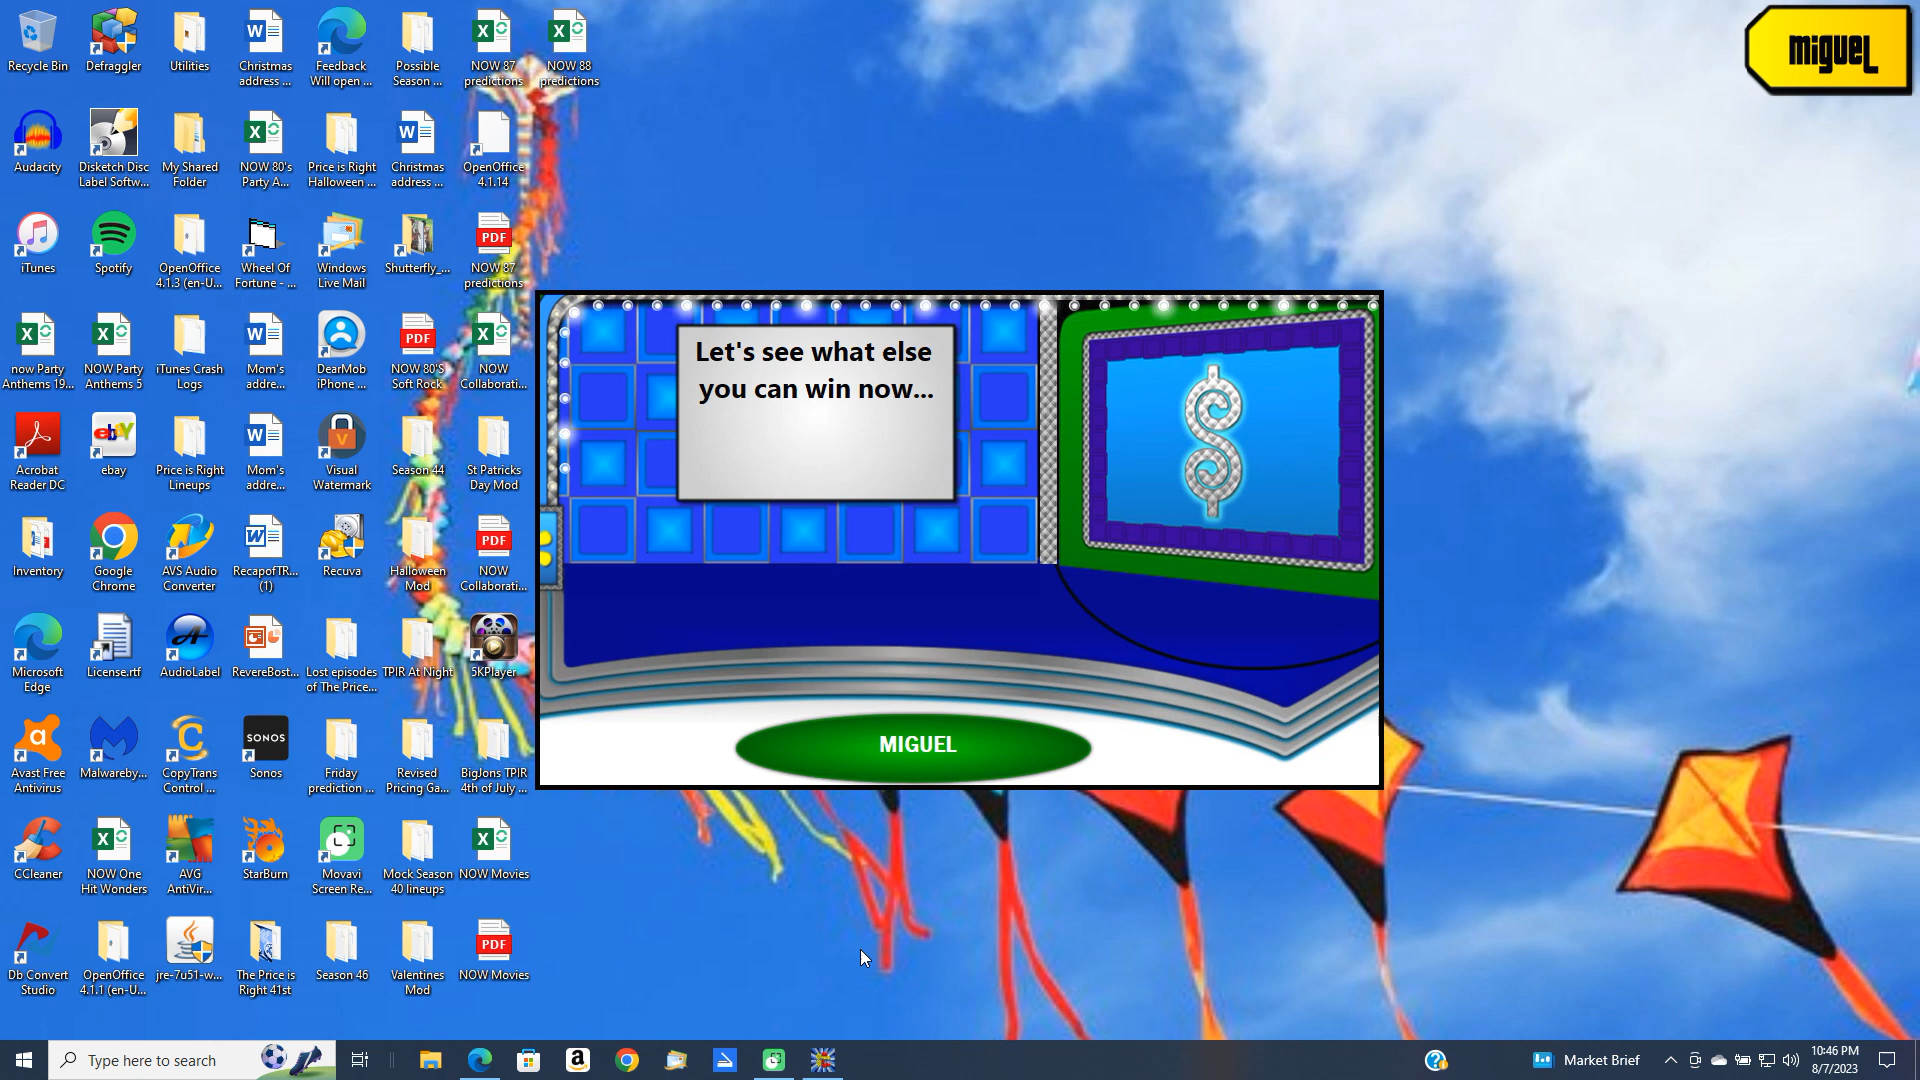 Recycle Bin
Defraggler
Utilities
Christmas
address ...
Feedback
Will open ...
Possible
Season ...
NOW 87
predictions
NOW 88
predictions
miguel
Audacity
Disketch Disc
Label Softw...
My Shared
Folder
NOW 80's
Party A...
Price is Right
Halloween ...
Christmas
address ...
OpenOffice
4.1.14
iTunes
Spotify
OpenOffice
4.1.3 (en-U...
Wheel Of
Fortune - ...
Windows
Live Mail
Shutterfly_...
PDF
NOW 87
predictions
now Party
Anthems 19...
NOW Party
Anthems 5
iTunes Crash
Logs
Mom's
addre...
DearMob
iPhone ...
PDF
NOW 80'S
Soft Rock
NOW
Collaborati...
Let's see what else
you can win now...
Acrobat
Reader DC
ebay
ebay
Price is Right
Lineups
Mom's
addre...
Visual
Watermark
Season 44
St Patricks
Day Mod
Inventory
Google
Chrome
AVS Audio
Converter
RecapofTR...
(1)
Recuva
Halloween
Mod
PDF
NOW
Collaborati...
Microsoft
Edge
License.rtf
AudioLabel
RevereBost...
Lost episodes
of The Price...
TPIR At Night
5KPlayer
MIGUEL
Avast Free
Antivirus
Malwareby...
CopyTrans
Control ...
SONOS
Sonos
Friday
prediction ...
Revised
Pricing Ga...
BigJons TPIR
4th of July ...
CCleaner
NOW One
Hit Wonders
AVG
AntiVir...
StarBurn
Movavi
Screen Re...
Mock Season
40 lineups
NOW Movies
Db Convert
Studio
OpenOffice
4.1.1 (en-U...
jre-7u51-w...
The Price is
Right 41st
Season 46
Valentines
Mod
PDF
NOW Movies
Type here to search
Market Brief
10:46 PM
8/7/2023